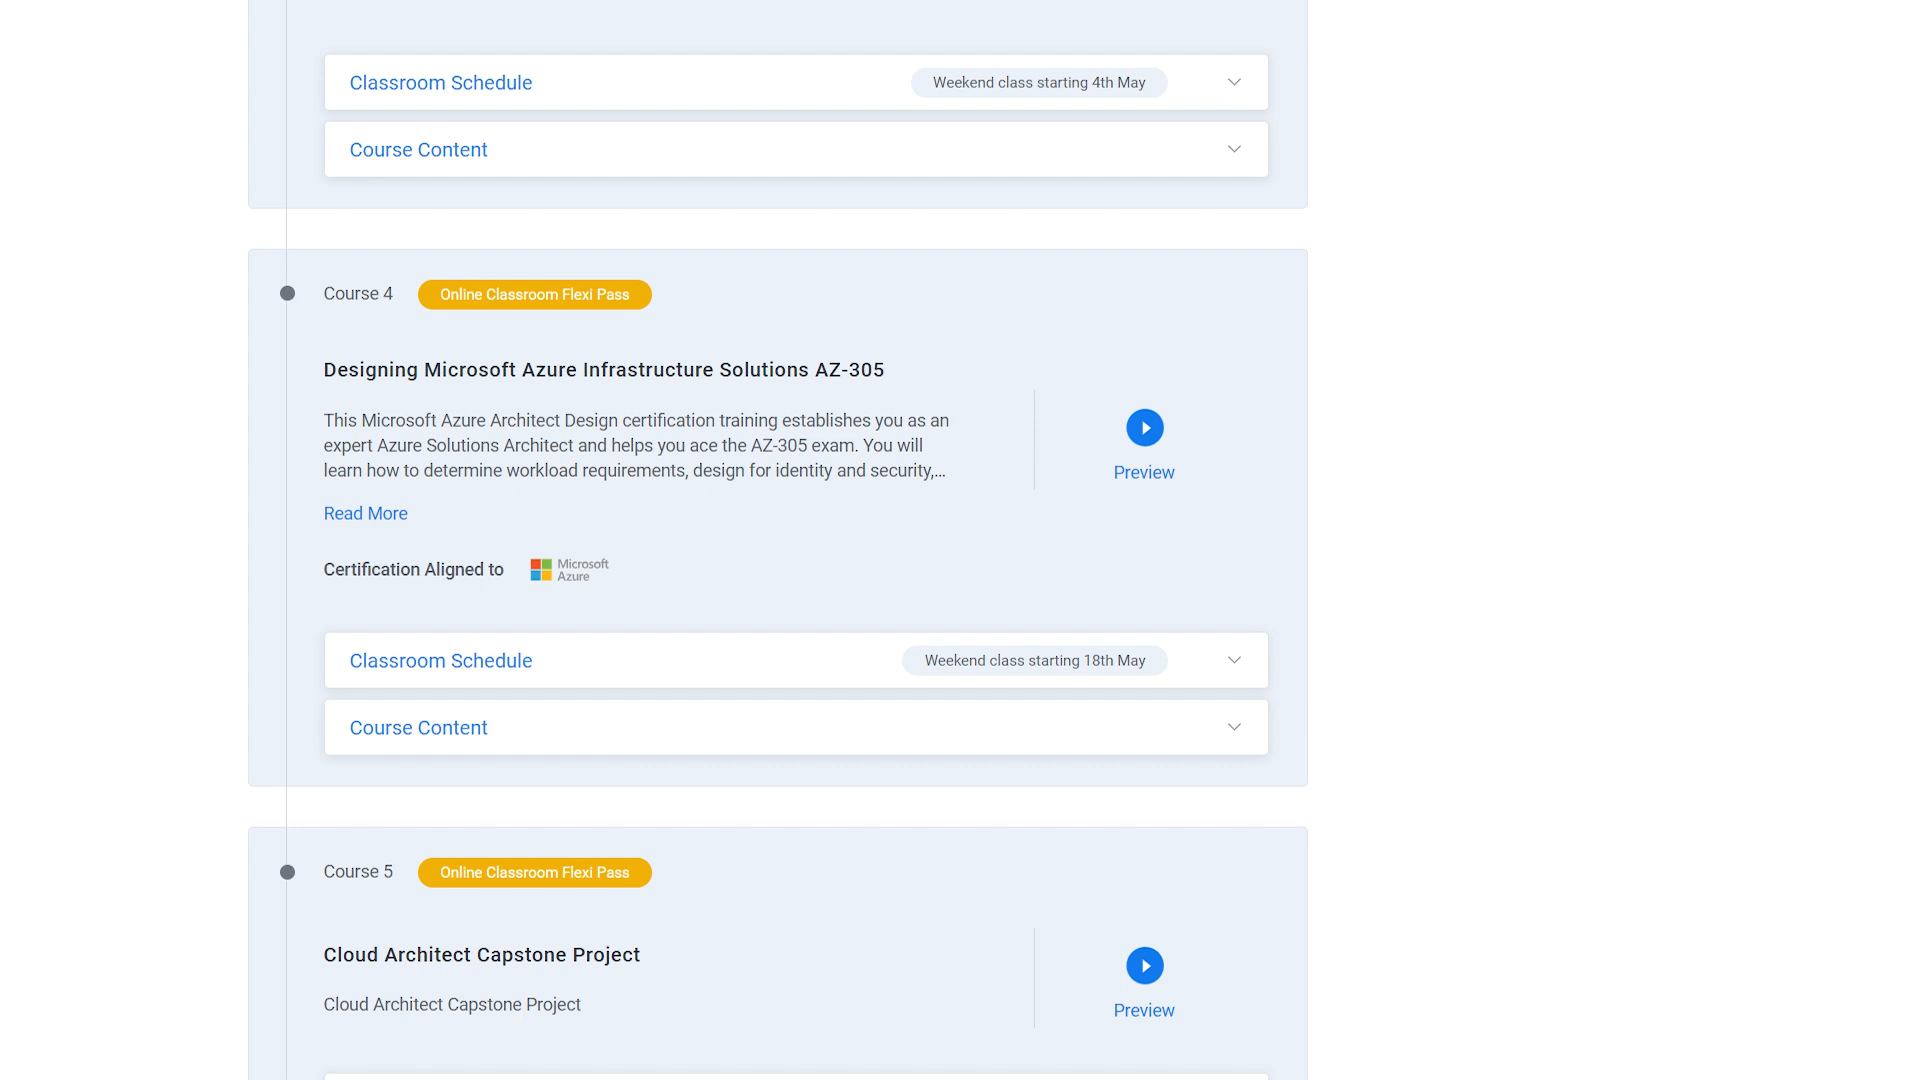 Classroom Schedule
Weekend class starting 4th May
Course Content
Course 4
Online Classroom Flexi Pass
Designing Microsoft Azure Infrastructure Solutions AZ-305
This Microsoft Azure Architect Design certification training establishes you as an
expert Azure Solutions Architect and helps you ace the AZ-305 exam. You will
learn how to determine workload requirements, design for identity and security,...
Preview
Read More
Certification Aligned to
Microsoft
Azure
Classroom Schedule
Weekend class starting 18th May
Course Content
Course 5
Online Classroom Flexi Pass
Cloud Architect Capstone Project
Cloud Architect Capstone Project
Preview